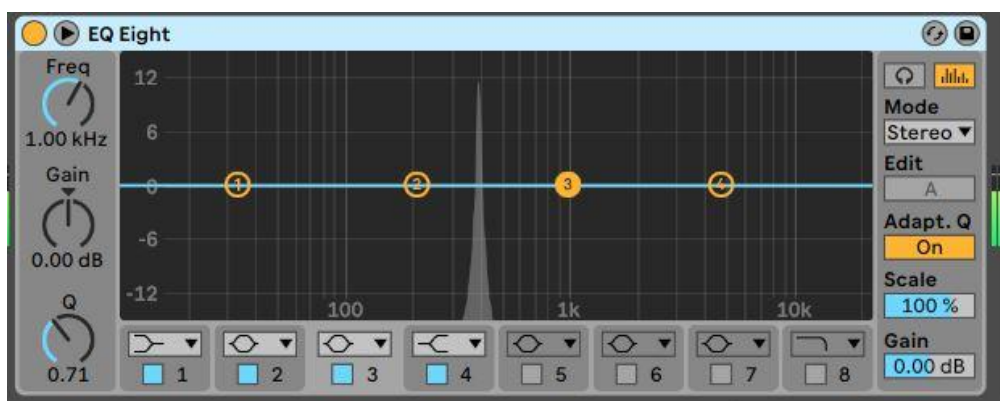 EQ Eight
Freq
1.00 kHz
Gain
0.00 dB
Q
0.71
12
6
0
-6
-12
100
1k
10k
1
2
3
4
1
2
3
4
5
6
7
8
Mode
Stereo
Edit
A
Adapt. Q
On
Scale
100 %
Gain
0.00 dB